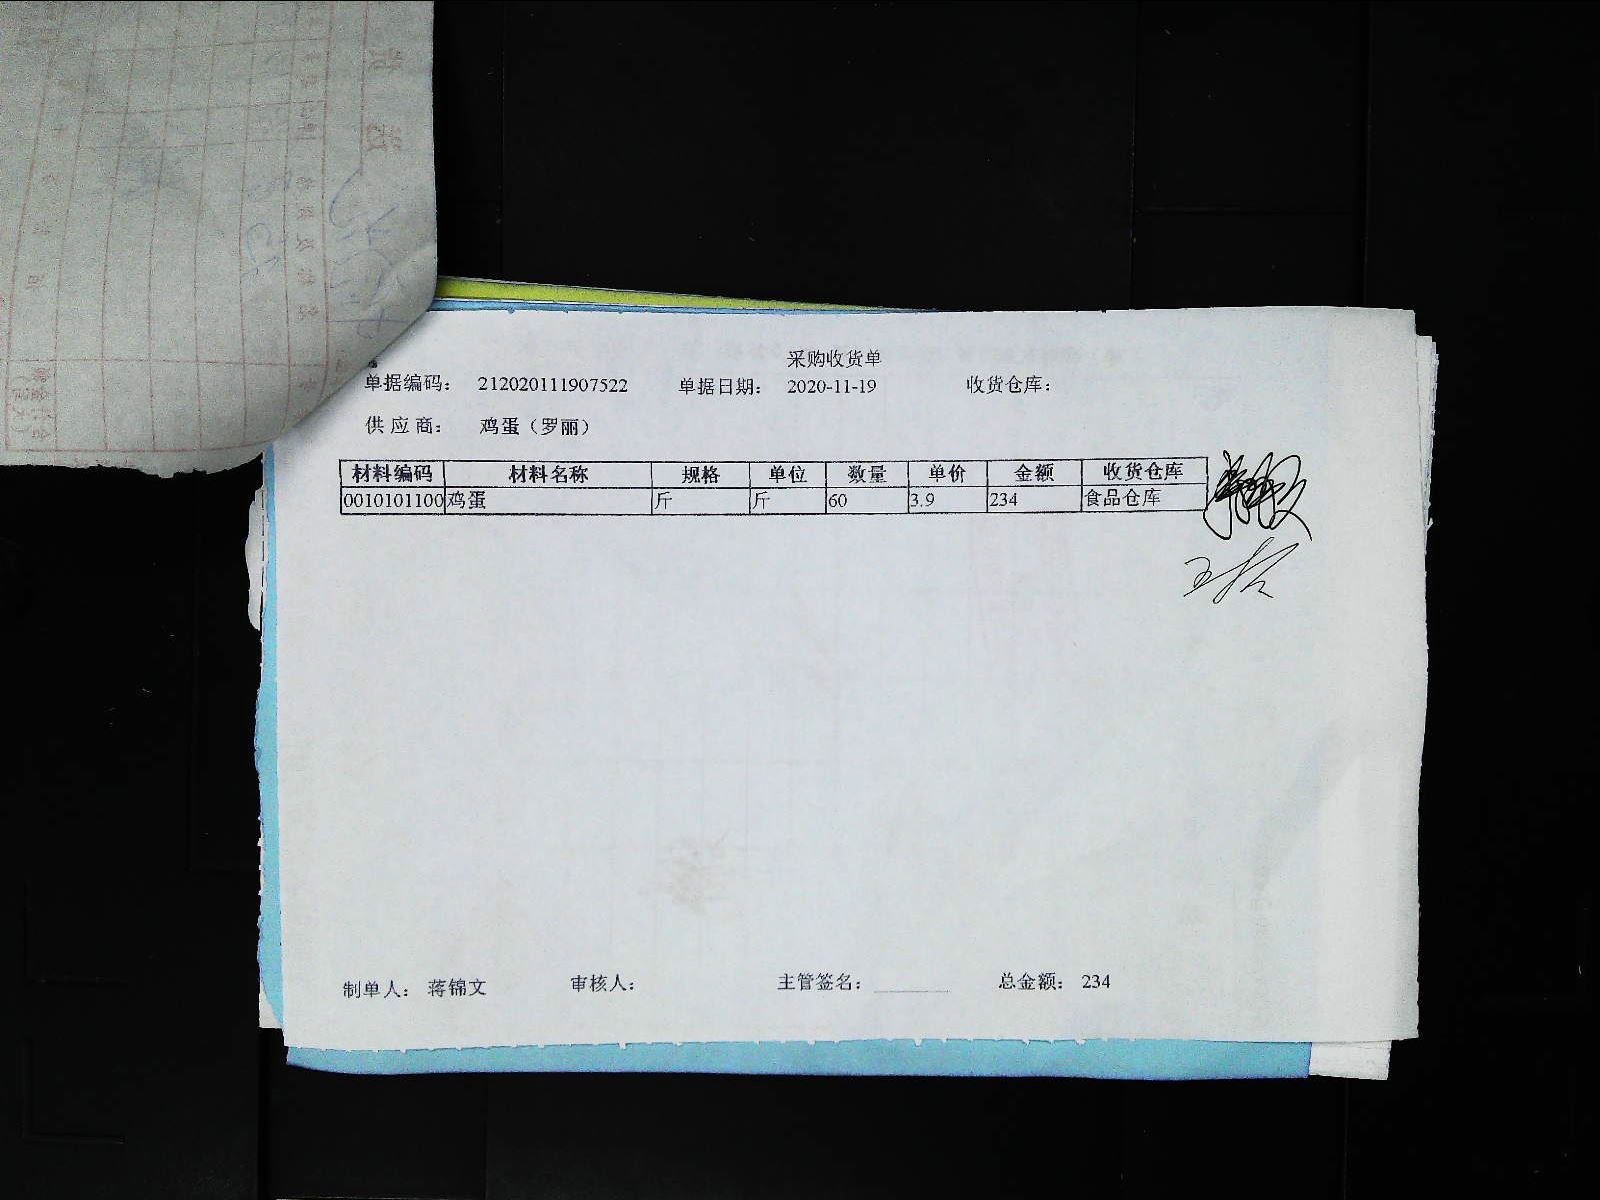 采购收货单
单据编码： 212020111907522 单据日期： 2020-11-19 收货仓库：
供应商： 鸡蛋（罗丽）
材料编码 材料名称 规格 单位 数量 单价 金额 收货仓库
0010101100 鸡蛋 斤 斤 60 3.9 234 食品仓库
制单人： 蒋锦文 审核人： 主管签名： 总金额： 234